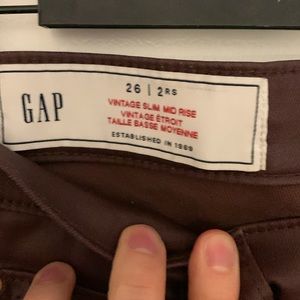 GAP
26 | 2RS
VINTAGE SLIM MID RISE
VINTAGE ÉTROIT
TAILLE BASSE MOYENNE
ESTABLISHED IN 1969